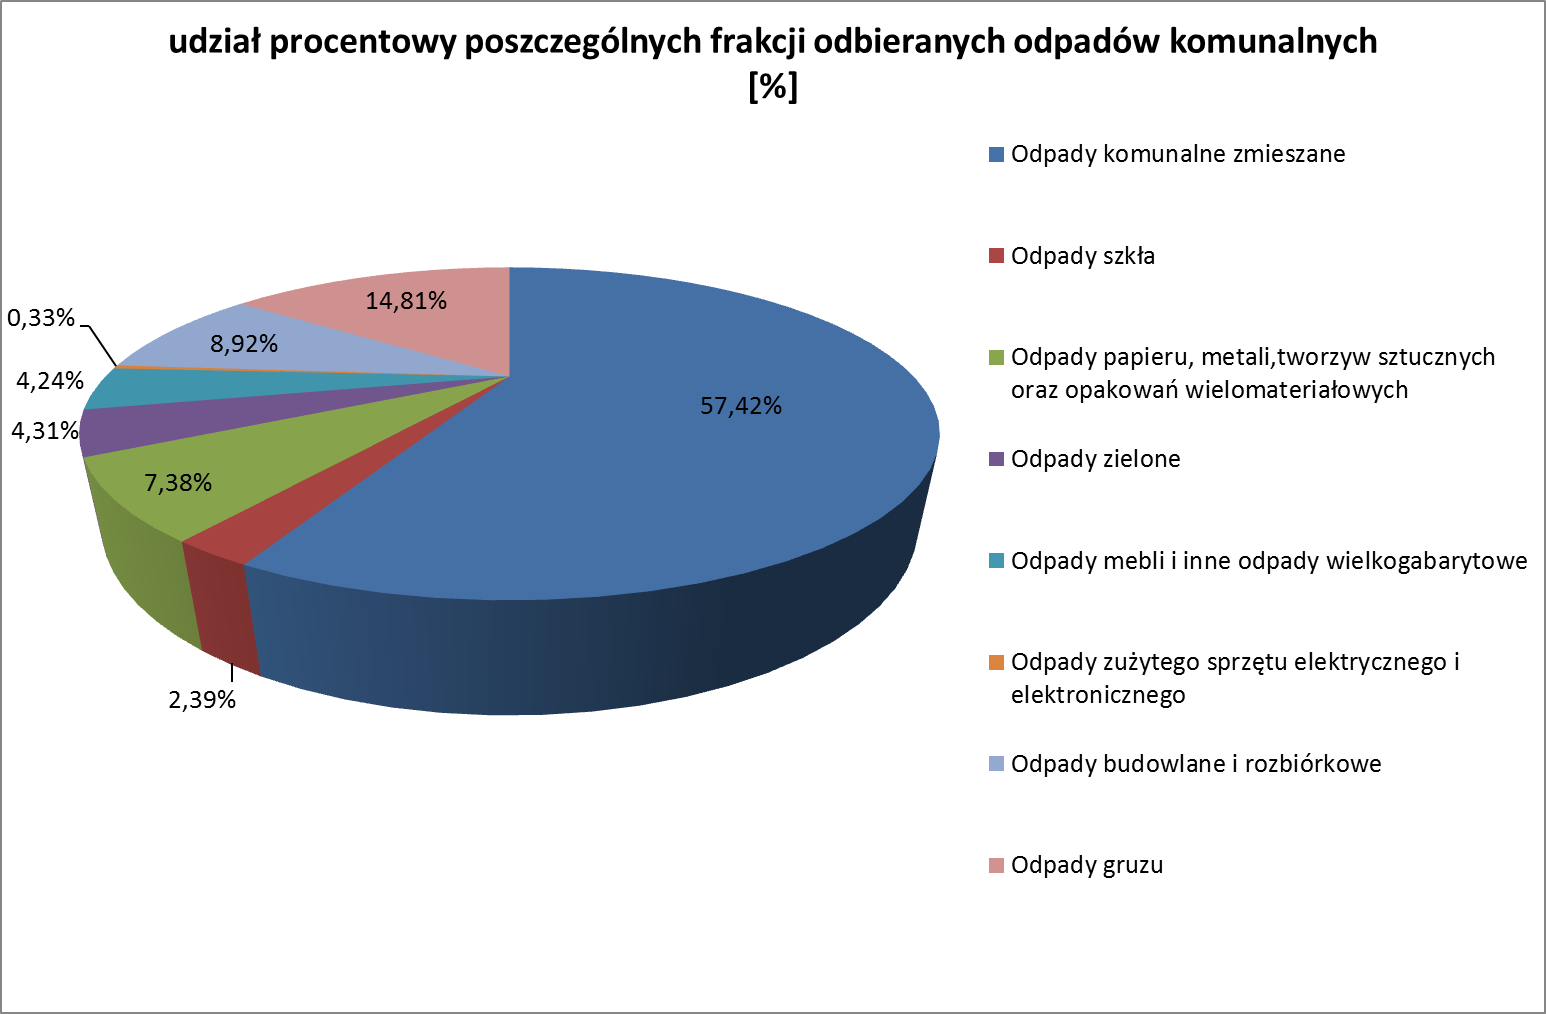 udział procentowy poszczególnych frakcji odbieranych odpadów komunalnych
[%]
Odpady komunalne zmieszane
Odpady szkła
Odpady papieru, metali,tworzyw sztucznych
oraz opakowań wielomateriałowych
Odpady zielone
Odpady mebli i inne odpady wielkogabarytowe
Odpady zużytego sprzętu elektrycznego i
elektronicznego
Odpady budowlane i rozbiórkowe
Odpady gruzu
14,81%
0,33%
8,92%
4,24%
57,42%
4,31%
7,38%
2,39%